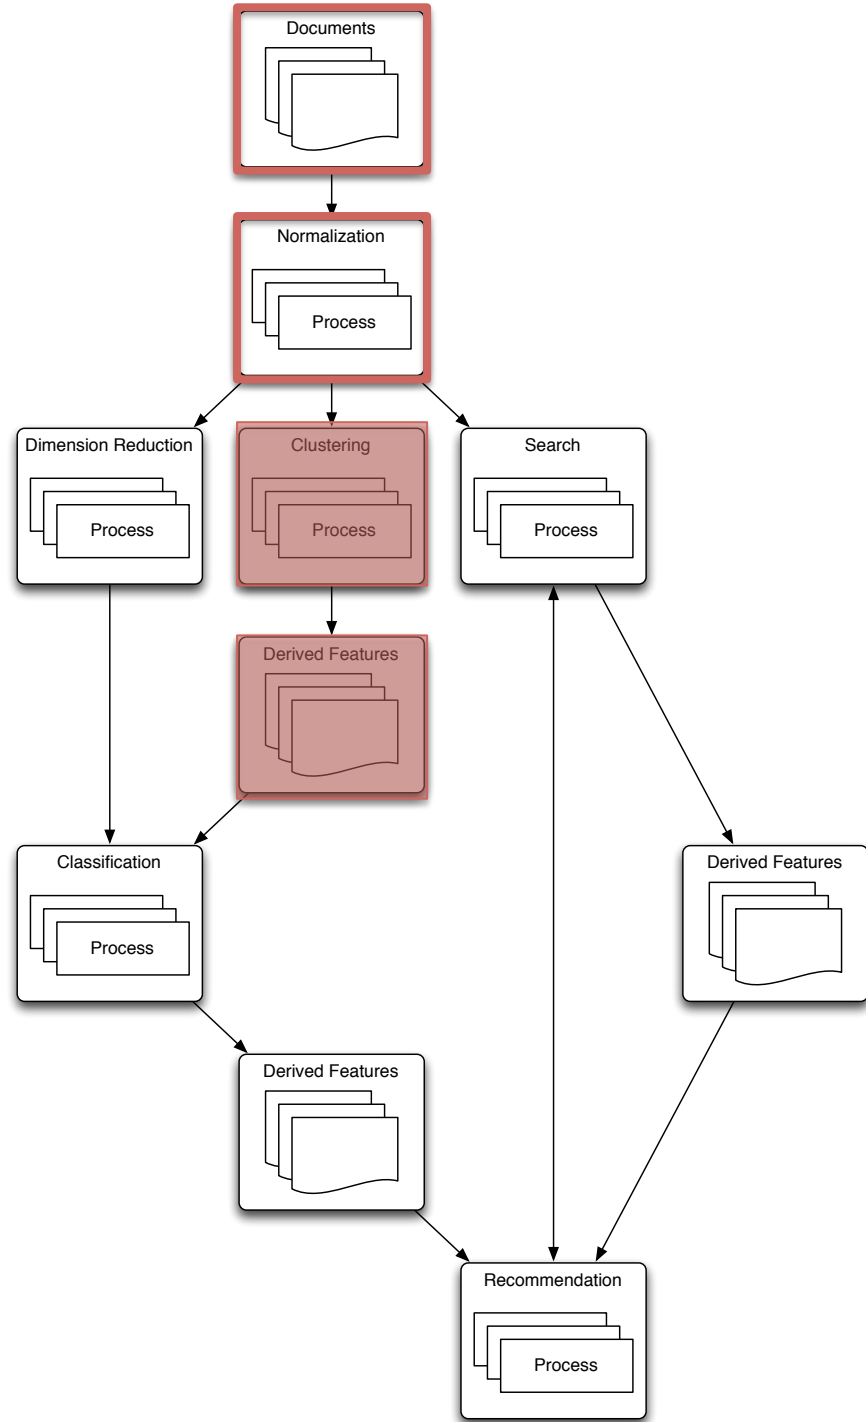 Documents
Normalization
Process
Dimension Reduction
Process
Clustering
Process
Search
Process
Derived Features
Classification
Process
Derived Features
Derived Features
Recommendation
Process